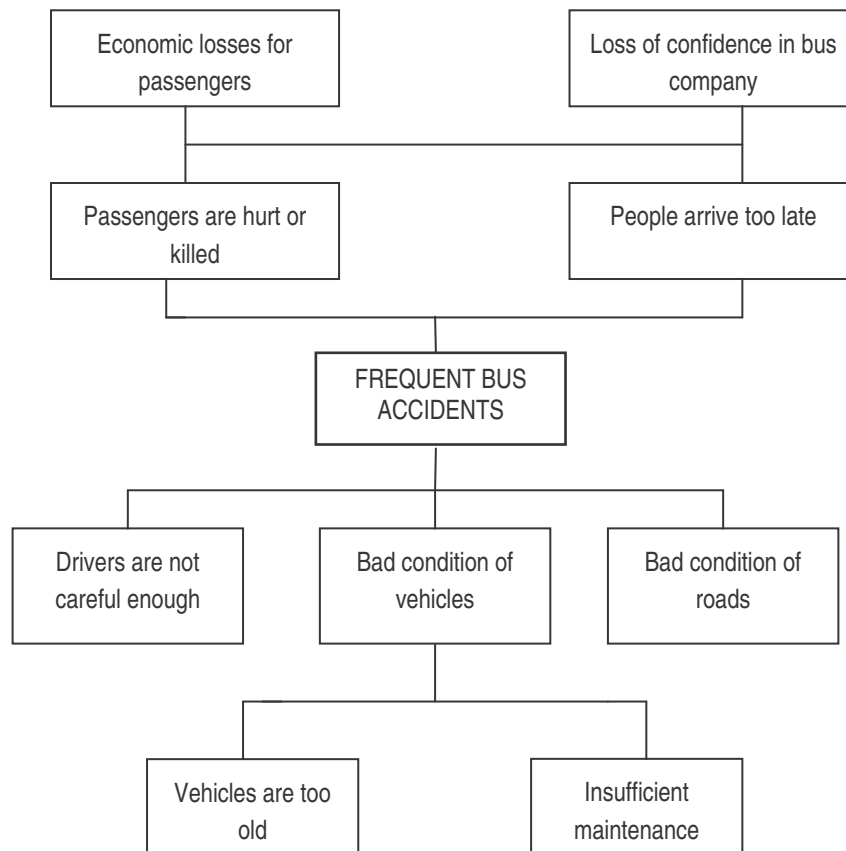 Economic losses for
passengers
Loss of confidence in bus
company
Passengers are hurt or
killed
People arrive too late
FREQUENT BUS
ACCIDENTS
Drivers are not
careful enough
Bad condition of
vehicles
Bad condition of
roads
Vehicles are too
old
Insufficient
maintenance